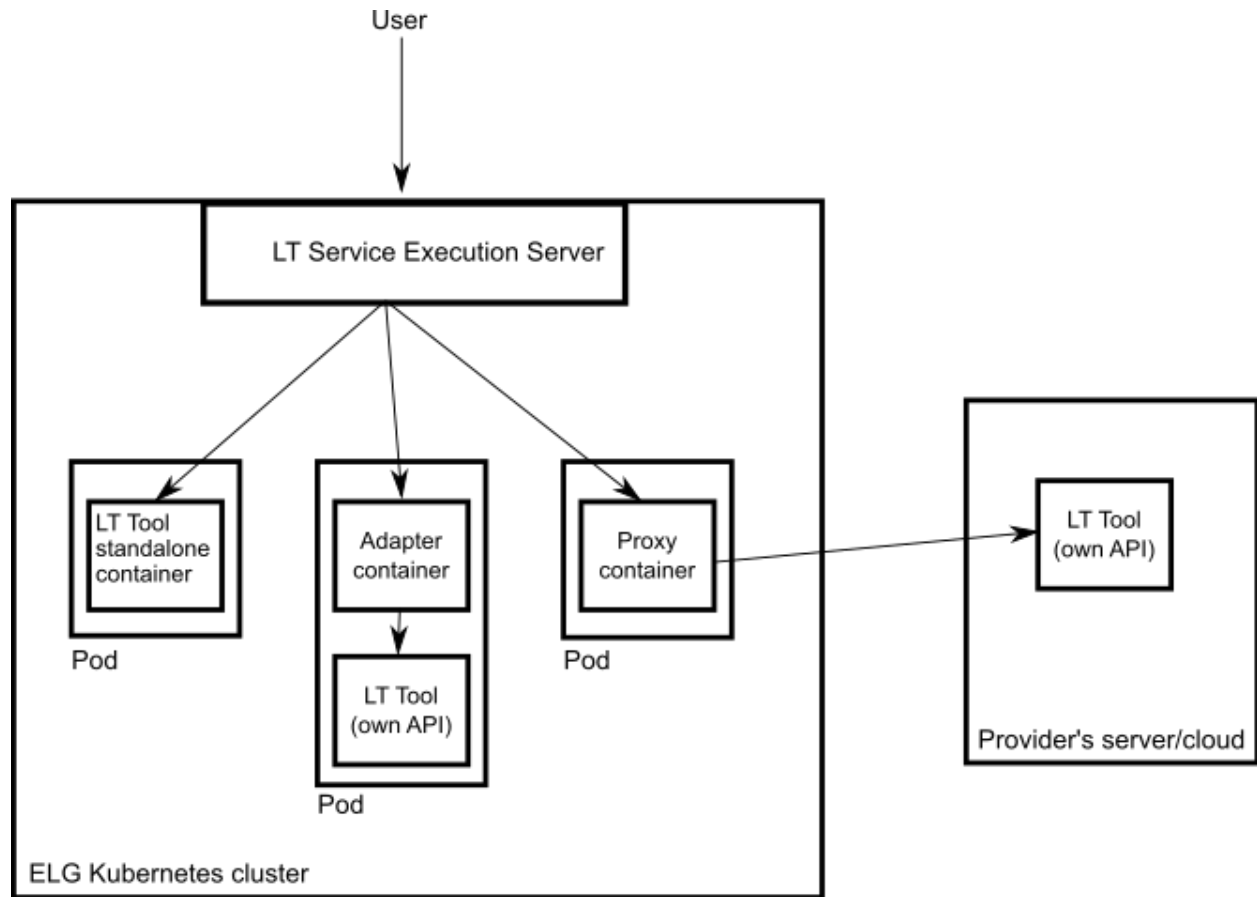 User
LT Service Execution Server
LT Tool
standalone
container
Adapter
container
Proxy
container
LT Tool
(own API)
Pod
Pod
LT Tool
(own API)
Provider's server/cloud
Pod
ELG Kubernetes cluster